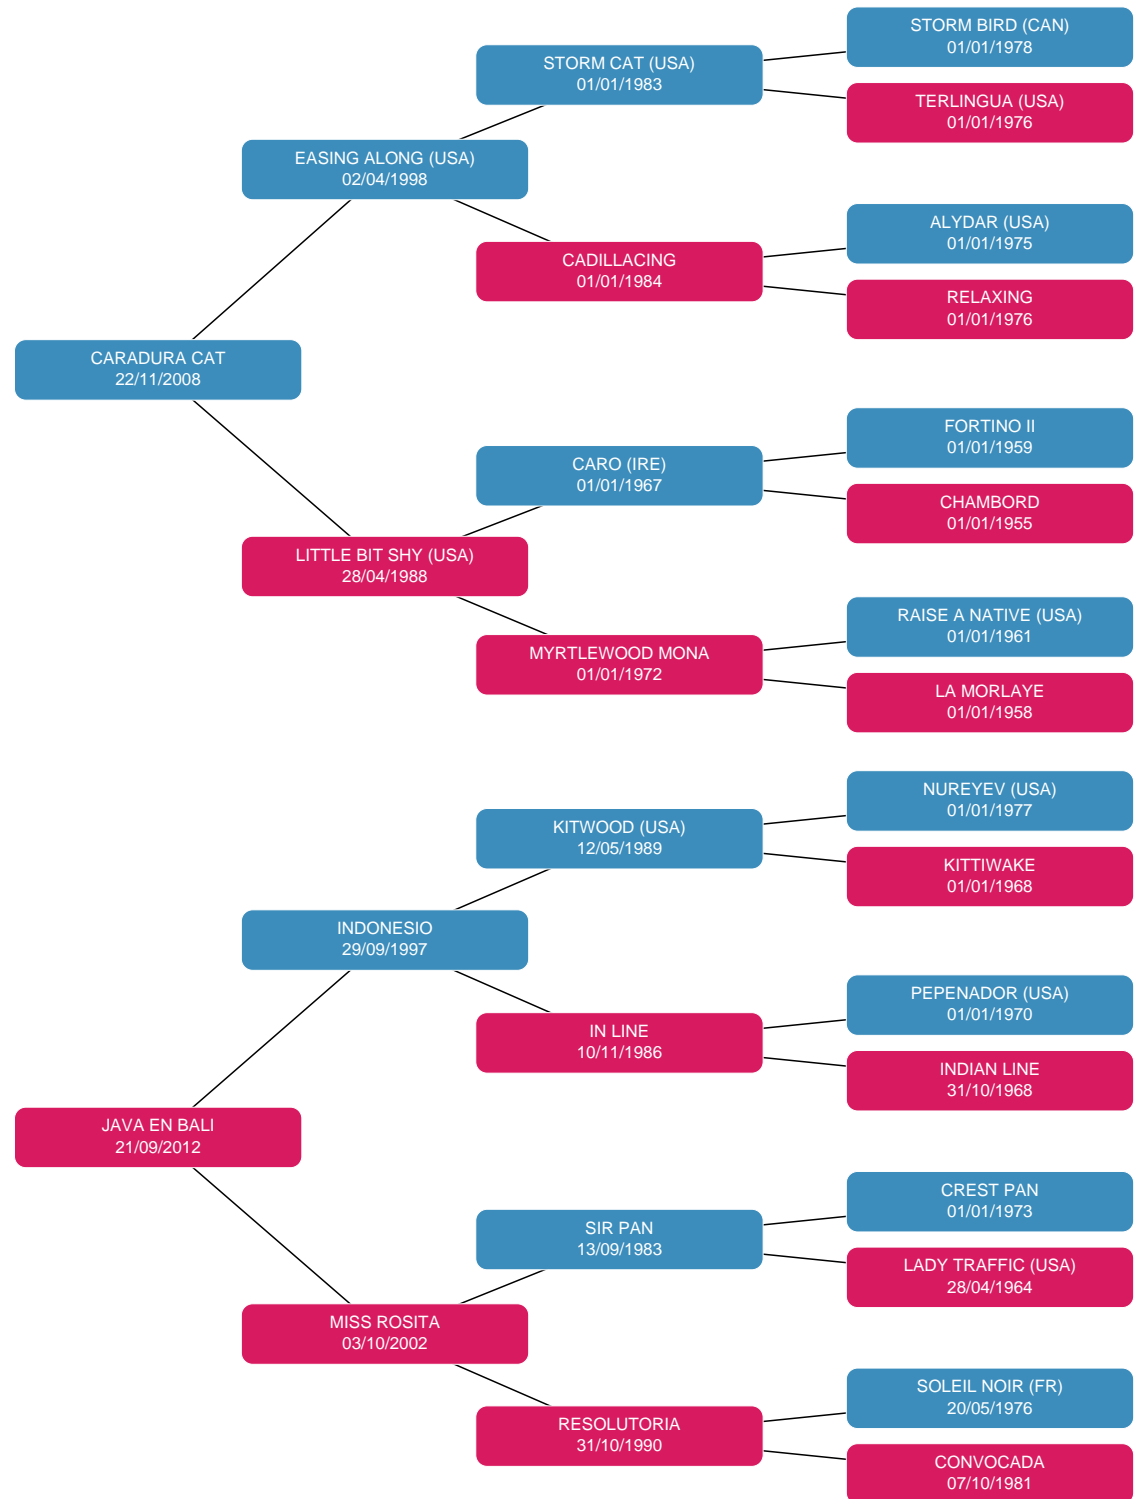 STORM BIRD (CAN)
01/01/1978
STORM CAT (USA)
01/01/1983
TERLINGUA (USA)
01/01/1976
EASING ALONG (USA)
02/04/1998
ALYDAR (USA)
01/01/1975
CADILLACING
01/01/1984
RELAXING
01/01/1976
CARADURA CAT
22/11/2008
FORTINO II
01/01/1959
CARO (IRE)
01/01/1967
CHAMBORD
01/01/1955
LITTLE BIT SHY (USA)
28/04/1988
RAISE A NATIVE (USA)
01/01/1961
MYRTLEWOOD MONA
01/01/1972
LA MORLAYE
01/01/1958
NUREYEV (USA)
01/01/1977
KITWOOD (USA)
12/05/1989
KITTIWAKE
01/01/1968
INDONESIO
29/09/1997
PEPENADOR (USA)
01/01/1970
IN LINE
10/11/1986
INDIAN LINE
31/10/1968
JAVA EN BALI
21/09/2012
CREST PAN
01/01/1973
SIR PAN
13/09/1983
LADY TRAFFIC (USA)
28/04/1964
MISS ROSITA
03/10/2002
SOLEIL NOIR (FR)
20/05/1976
RESOLUTORIA
31/10/1990
CONVOCADA
07/10/1981